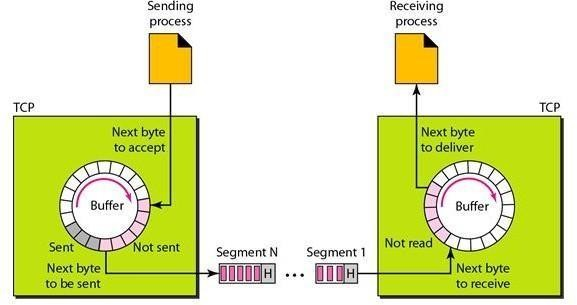 Sending
process
Receiving
process
TCP
TCP
Next byte
to accept
Next byte
to deliver
Buffer
Buffer
Sent
Not sent
Not read
Next byte
to be sent
Segment N
H
...
Segment 1
H
Next byte
to receive